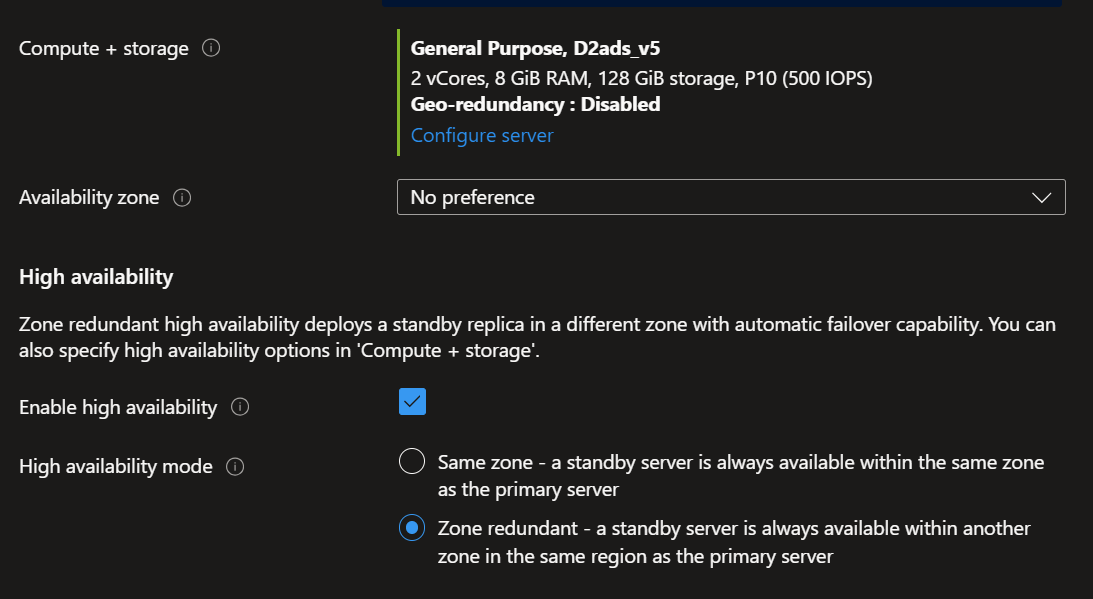 Compute + storage
General Purpose, D2ads_v5
2 vCores, 8 GiB RAM, 128 GiB storage, P10 (500 IOPS)
Geo-redundancy : Disabled
Configure server
Availability zone
No preference
High availability
Zone redundant high availability deploys a standby replica in a different zone with automatic failover capability. You can
also specify high availability options in 'Compute + storage'.
Enable high availability
High availability mode
Same zone - a standby server is always available within the same zone
as the primary server
Zone redundant - a standby server is always available within another
zone in the same region as the primary server